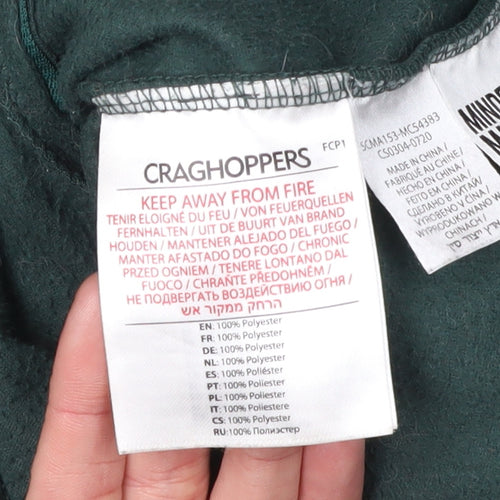 FCP1
CRAGHOPPERS
KEEP AWAY FROM FIRE
TENIR ELOIGNÉ DU FEU / VON FEUERQUELLEN
FERNHALTEN / UIT DE BUURT VAN BRAND
HOUDEN / MANTENER ALEJADO DEL FUEGO /
MANTER AFASTADO DO FOGO / CHRONIC
PRZED OGNIEM / TENERE LONTANO DAL
FUOCO / CHRAŇTE PŘEDOHNĚM /
НЕ ПОДВЕРГАТЬ ВОЗДЕЙСТВИЮ ОГНЯ /
הרחק ממקור אש
EN: 100% Polyester
FR: 100% Polyester
DE: 100% Polyester
NL: 100% Polyester
ES: 100% Poliéster
PT: 100% Poliéster
PL: 100% Poliester
IT: 100% Poliestere
CS: 100% Polyester
RU: 100% Полиэстер
SCMA153-MCS4383
CS0304-0720
MADE IN CHINA /
FABRIQUÉ AU CHINE /
HECHO EN CHINA /
FEITO EM CHINA /
СДЕЛАНО В КИТАЕ /
VYROBENO V ČÍNA /
WYPRODUKOWANO W
CHINACH /